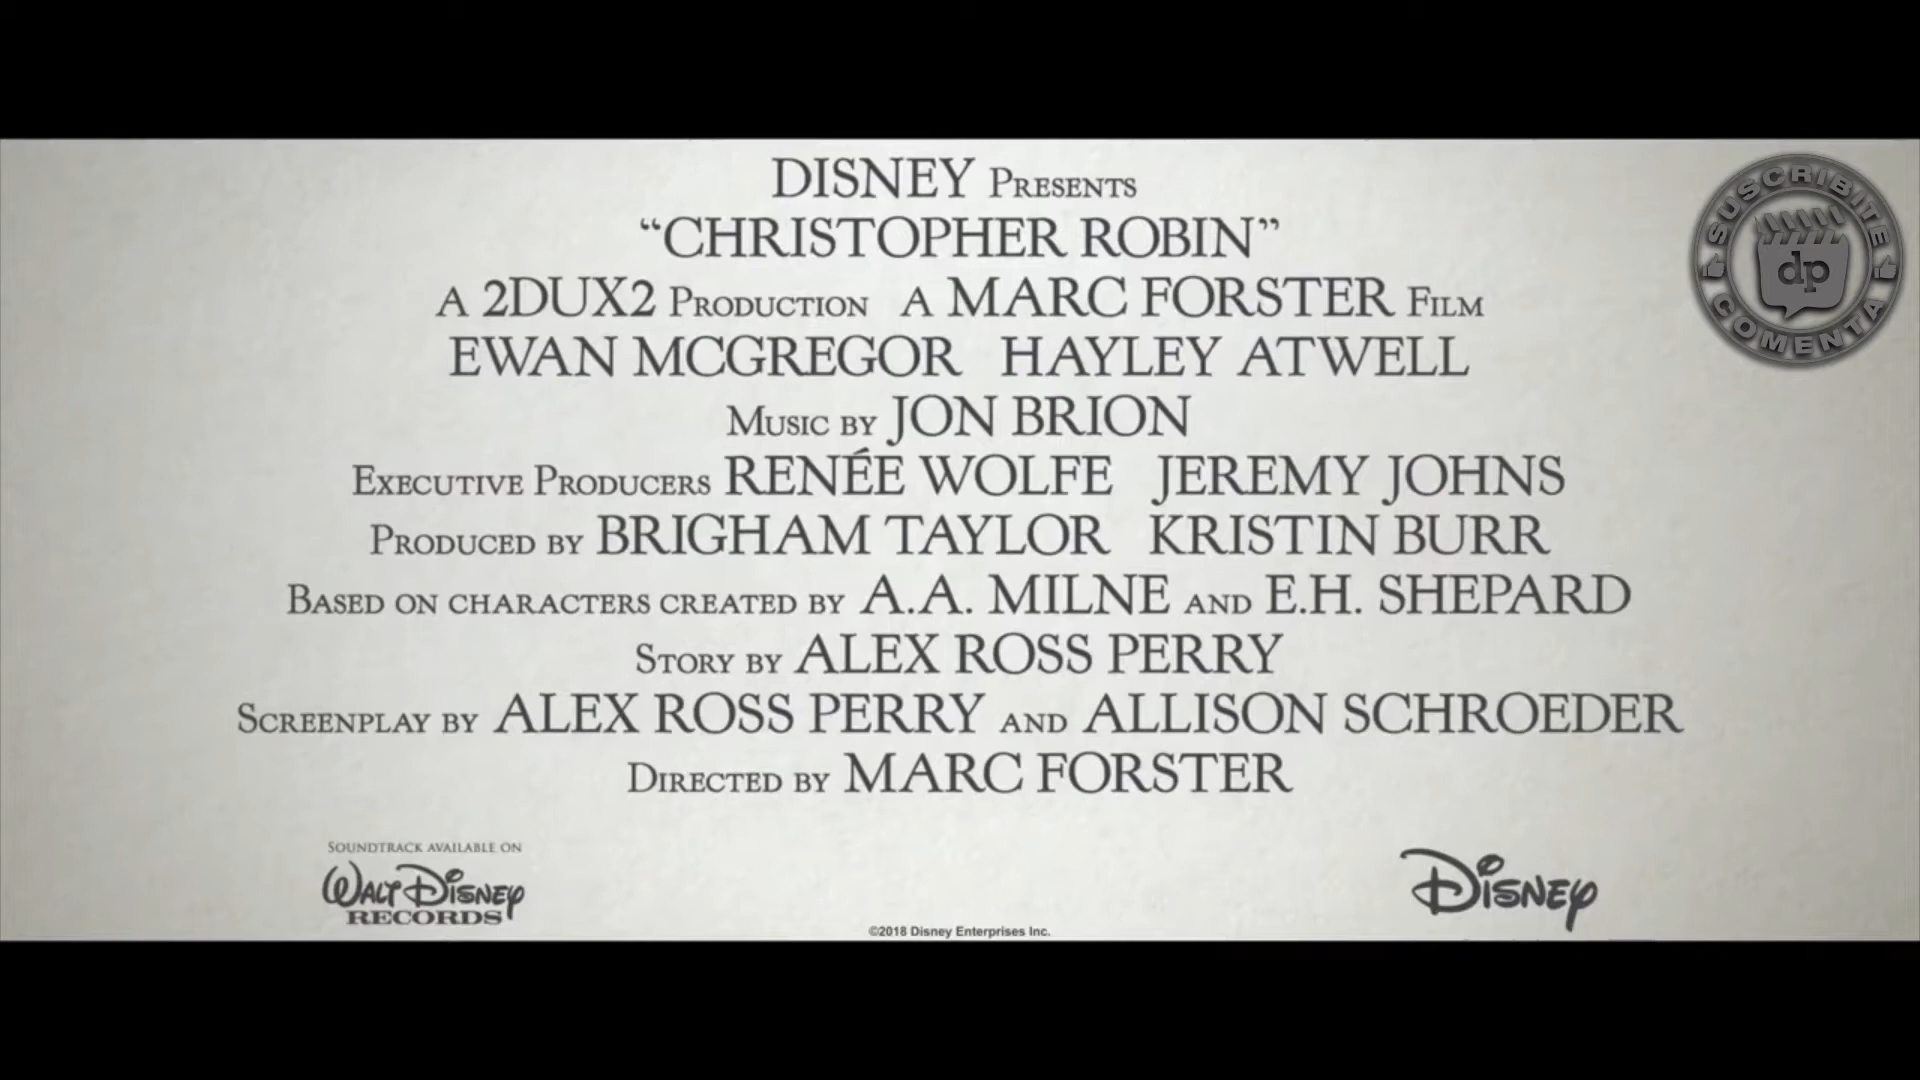 DISNEY PRESENTS
“CHRISTOPHER ROBIN”
A 2DUX2 PRODUCTION A MARC FORSTER FILM
EWAN MCGREGOR HAYLEY ATWELL
MUSIC BY JON BRION
EXECUTIVE PRODUCERS RENÉE WOLFE JEREMY JOHNS
PRODUCED BY BRIGHAM TAYLOR KRISTIN BURR
BASED ON CHARACTERS CREATED BY A.A. MILNE AND E.H. SHEPARD
STORY BY ALEX ROSS PERRY
SCREENPLAY BY ALEX ROSS PERRY AND ALLISON SCHROEDER
DIRECTED BY MARC FORSTER
SOUNDTRACK AVAILABLE ON
WALT DISNEY
RECORDS
©2018 Disney Enterprises Inc.
DISNEY
SUSCRIBITE
dp
COMENTA